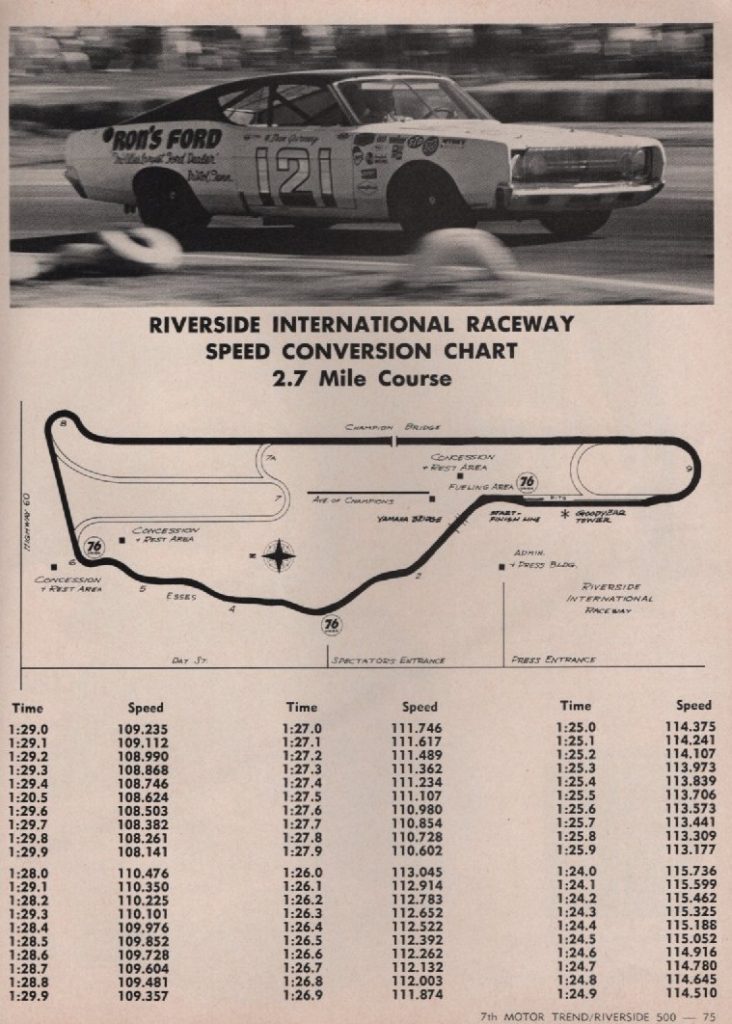 RON'S FORD
121
STP
RIVERSIDE INTERNATIONAL RACEWAY
SPEED CONVERSION CHART
2.7 Mile Course
HIGHWAY 60
8
CHAMPION BRIDGE
7A
CONCESSION
+ REST AREA
9
7
FUELING AREA
76
PITS
AVE OF CHAMPIONS
YAMAHA BRIDGE
START-
FINISH LINE
GOODYEAR
TOWER
CONCESSION
+ REST AREA
76
6
N
ADMIN.
+ PRESS BLDG.
CONCESSION
+ REST AREA
5
ESSES
4
2
76
RIVERSIDE
INTERNATIONAL
RACEWAY
DAY ST.
SPECTATORS ENTRANCE
PRESS ENTRANCE
Time Speed Time Speed Time Speed
1:29.0 109.235 1:27.0 111.746 1:25.0 114.375
1:29.1 109.112 1:27.1 111.617 1:25.1 114.241
1:29.2 108.990 1:27.2 111.489 1:25.2 114.107
1:29.3 108.868 1:27.3 111.362 1:25.3 113.973
1:29.4 108.746 1:27.4 111.234 1:25.4 113.839
1:20.5 108.624 1:27.5 111.107 1:25.5 113.706
1:29.6 108.503 1:27.6 110.980 1:25.6 113.573
1:29.7 108.382 1:27.7 110.854 1:25.7 113.441
1:29.8 108.261 1:27.8 110.728 1:25.8 113.309
1:29.9 108.141 1:27.9 110.602 1:25.9 113.177
1:28.0 110.476 1:26.0 113.045 1:24.0 115.736
1:29.1 110.350 1:26.1 112.914 1:24.1 115.599
1:28.2 110.225 1:26.2 112.783 1:24.2 115.462
1:29.3 110.101 1:26.3 112.652 1:24.3 115.325
1:28.4 109.976 1:26.4 112.522 1:24.4 115.188
1:28.5 109.852 1:26.5 112.392 1:24.5 115.052
1:28.6 109.728 1:26.6 112.262 1:24.6 114.916
1:28.7 109.604 1:26.7 112.132 1:24.7 114.780
1:28.8 109.481 1:26.8 112.003 1:24.8 114.645
1:29.9 109.357 1:26.9 111.874 1:24.9 114.510
7th MOTOR TREND/RIVERSIDE 500 — 75